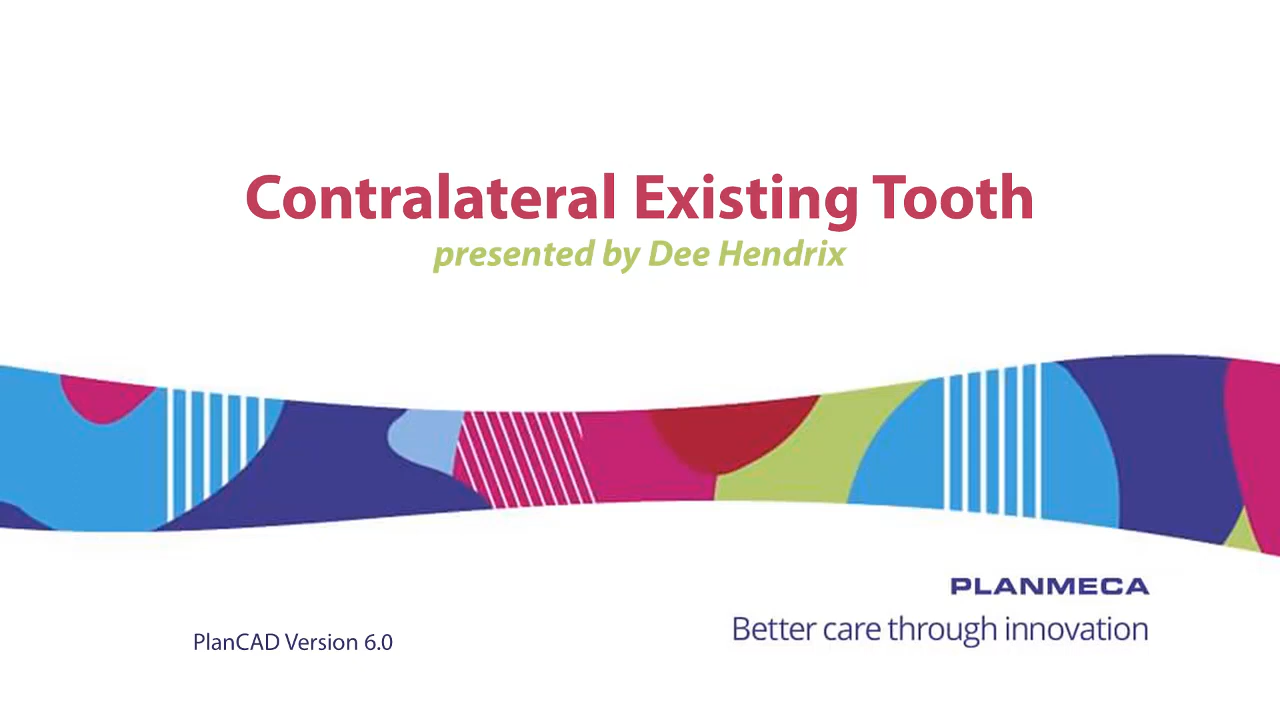 Contralateral Existing Tooth
presented by Dee Hendrix
PLANMECA
Better care through innovation
PlanCAD Version 6.0